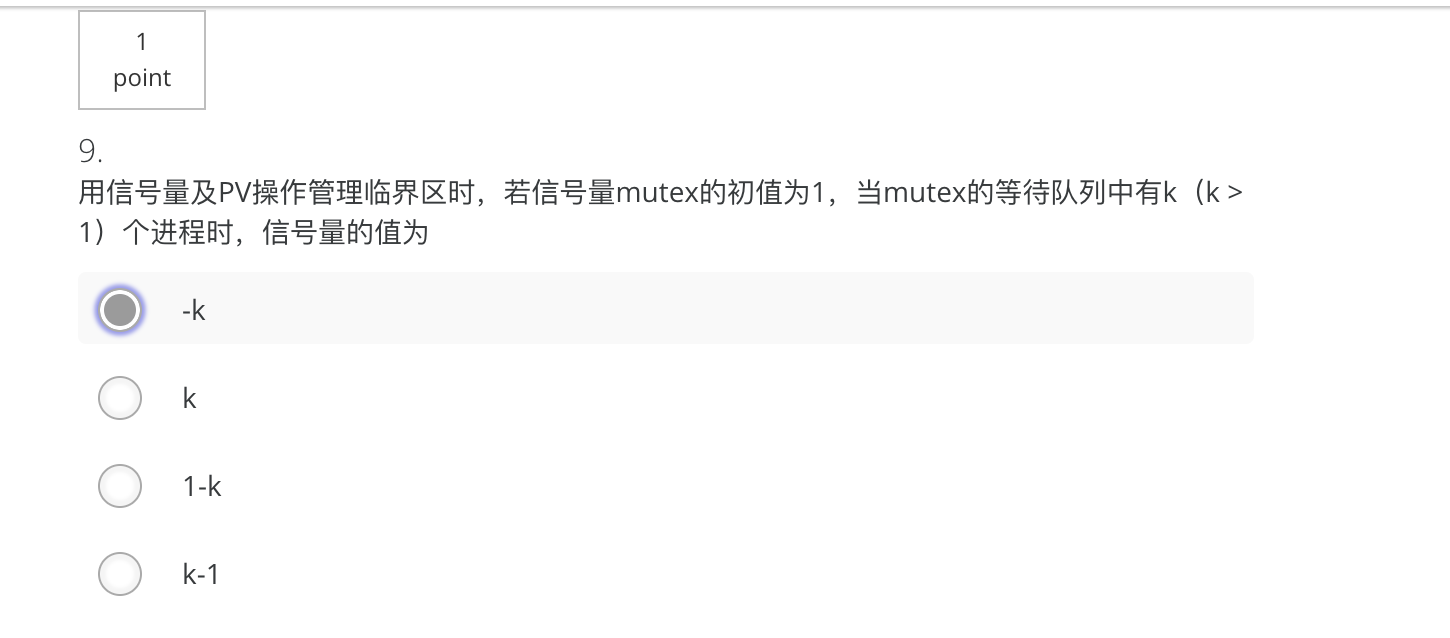 1
point
9.
用信号量及PV操作管理临界区时，若信号量mutex的初值为1，当mutex的等待队列中有k（k >
1）个进程时，信号量的值为
-k
k
1-k
k-1